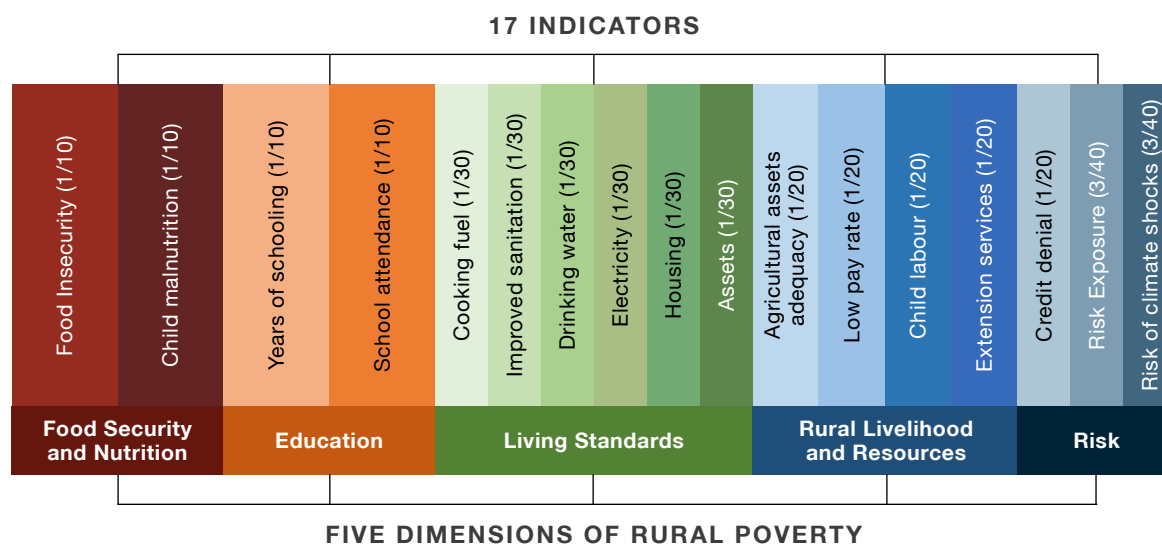 17 INDICATORS
Food Insecurity (1/10)
Child malnutrition (1/10)
Years of schooling (1/10)
School attendance (1/10)
Cooking fuel (1/30)
Improved sanitation (1/30)
Drinking water (1/30)
Electricity (1/30)
Housing (1/30)
Assets (1/30)
Agricultural assets
adequacy (1/20)
Low pay rate (1/20)
Child labour (1/20)
Extension services (1/20)
Credit denial (1/20)
Risk Exposure (3/40)
Risk of climate shocks (3/40)
Food Security
and Nutrition
Education
Living Standards
Rural Livelihood
and Resources
Risk
FIVE DIMENSIONS OF RURAL POVERTY